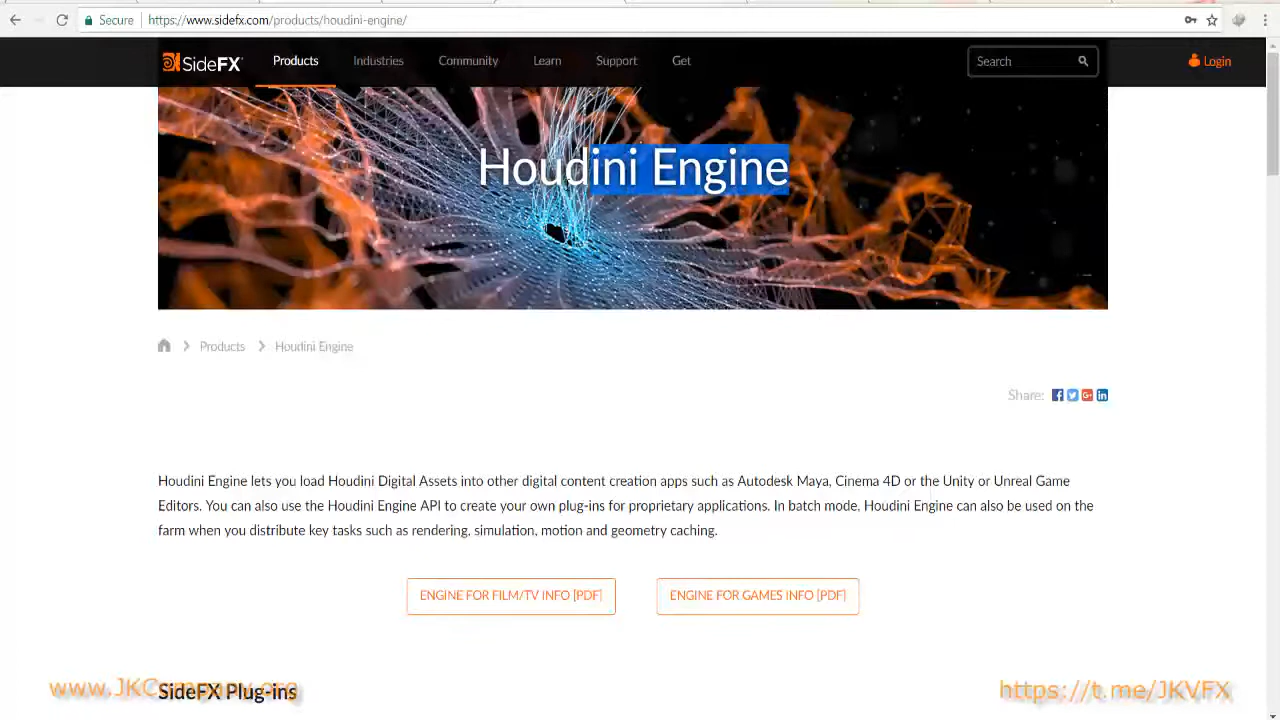 Secure https://www.sidefx.com/products/houdini-engine/
SideFX Products Industries Community Learn Support Get Search Login
Houdini Engine
Products Houdini Engine
Share:
Houdini Engine lets you load Houdini Digital Assets into other digital content creation apps such as Autodesk Maya, Cinema 4D or the Unity or Unreal Game
Editors. You can also use the Houdini Engine API to create your own plug-ins for proprietary applications. In batch mode, Houdini Engine can also be used on the
farm when you distribute key tasks such as rendering, simulation, motion and geometry caching.
ENGINE FOR FILM/TV INFO [PDF] ENGINE FOR GAMES INFO [PDF]
SideFX Plug-ins
www.JKCompany.org
https://t.me/JKVFX